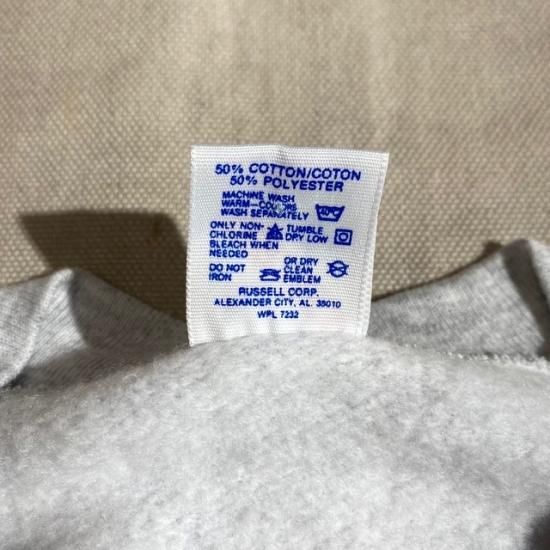 50% COTTON/COTON
50% POLYESTER
MACHINE WASH
WARM-COLORS
WASH SEPARATELY
ONLY NON- TUMBLE
CHLORINE DRY LOW
BLEACH WHEN
NEEDED
DO NOT OR DRY
IRON CLEAN
EMBLEM
RUSSELL CORP.
ALEXANDER CITY, AL. 35010
WPL 7232